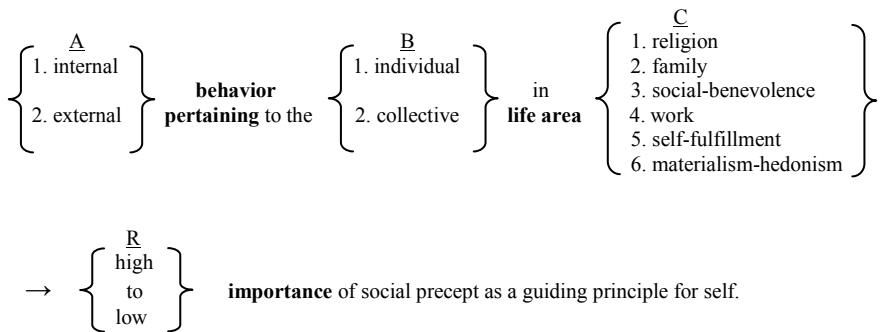 A B C
1. internal 1. individual 1. religion
2. family
behavior in 3. social-benevolence
2. external pertaining to the 2. collective life area 4. work
5. self-fulfillment
6. materialism-hedonism
R
high
→ to importance of social precept as a guiding principle for self.
low